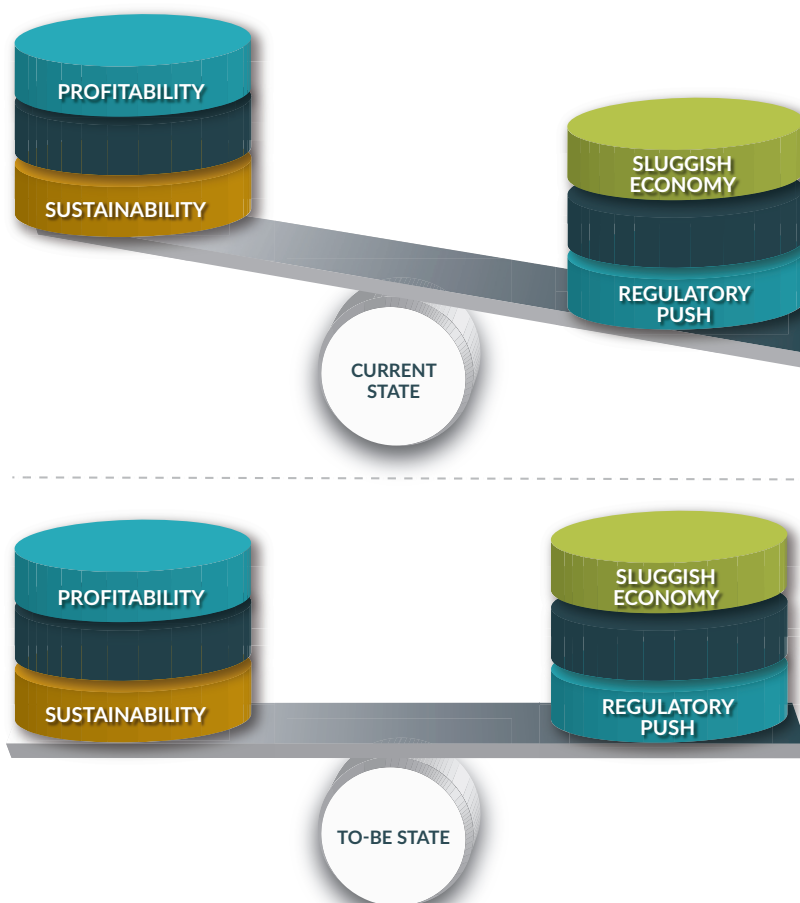 PROFITABILITY
SUSTAINABILITY
SLUGGISH
ECONOMY
REGULATORY
PUSH
CURRENT
STATE
PROFITABILITY
SUSTAINABILITY
SLUGGISH
ECONOMY
REGULATORY
PUSH
TO-BE STATE